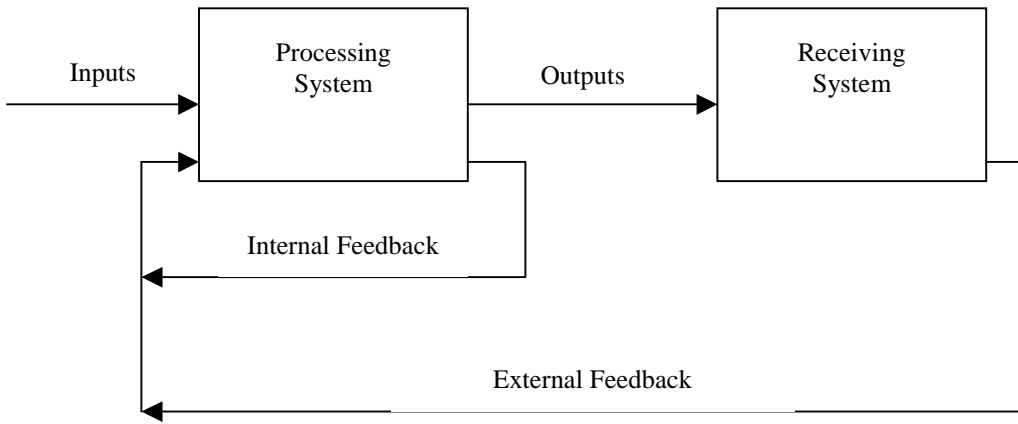 Processing
System
Receiving
System
Inputs
Outputs
Internal Feedback
External Feedback